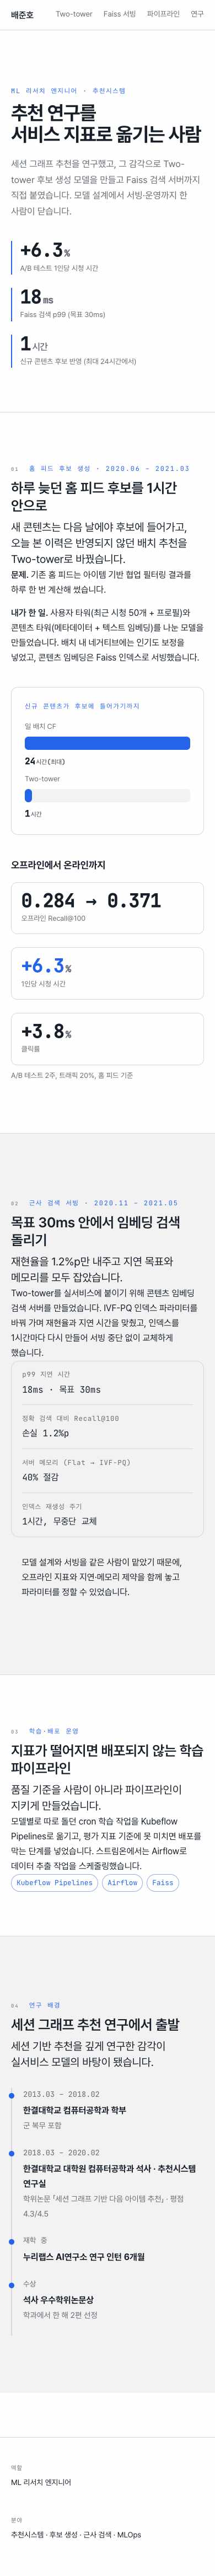 배준호
Two-tower Faiss 서빙 파이프라인 연구
ML 리서치 엔지니어 · 추천시스템
추천 연구를
서비스 지표로 옮기는 사람
세션 그래프 추천을 연구했고, 그 감각으로 Two-
tower 후보 생성 모델을 만들고 Faiss 검색 서버까지
직접 붙였습니다. 모델 설계에서 서빙·운영까지 한
사람이 닫습니다.
+6.3%
A/B 테스트 1인당 시청 시간
18ms
Faiss 검색 p99 (목표 30ms)
1시간
신규 콘텐츠 후보 반영 (최대 24시간에서)
01 홈 피드 후보 생성 · 2020.06 – 2021.03
하루 늦던 홈 피드 후보를 1시간
안으로
새 콘텐츠는 다음 날에야 후보에 들어가고,
오늘 본 이력은 반영되지 않던 배치 추천을
Two-tower로 바꿨습니다.
문제. 기존 홈 피드는 아이템 기반 협업 필터링 결과를
하루 한 번 계산해 썼습니다.
내가 한 일. 사용자 타워(최근 시청 50개 + 프로필)와
콘텐츠 타워(메타데이터 + 텍스트 임베딩)를 나눈 모델을
만들었습니다. 배치 내 네거티브에는 인기도 보정을
넣었고, 콘텐츠 임베딩은 Faiss 인덱스로 서빙했습니다.
신규 콘텐츠가 후보에 들어가기까지
일 배치 CF
24시간(최대)
Two-tower
1시간
오프라인에서 온라인까지
0.284 → 0.371
오프라인 Recall@100
+6.3%
1인당 시청 시간
+3.8%
클릭률
A/B 테스트 2주, 트래픽 20%, 홈 피드 기준
02 근사 검색 서빙 · 2020.11 – 2021.05
목표 30ms 안에서 임베딩 검색
돌리기
재현율을 1.2%p만 내주고 지연 목표와
메모리를 모두 잡았습니다.
Two-tower를 실서비스에 붙이기 위해 콘텐츠 임베딩
검색 서버를 만들었습니다. IVF-PQ 인덱스 파라미터를
바꿔 가며 재현율과 지연 시간을 맞췄고, 인덱스를
1시간마다 다시 만들어 서빙 중단 없이 교체하게
했습니다.
p99 지연 시간
18ms · 목표 30ms
정확 검색 대비 Recall@100
손실 1.2%p
서버 메모리 (Flat → IVF-PQ)
40% 절감
인덱스 재생성 주기
1시간, 무중단 교체
모델 설계와 서빙을 같은 사람이 맡았기 때문에,
오프라인 지표와 지연·메모리 제약을 함께 놓고
파라미터를 정할 수 있었습니다.
03 학습·배포 운영
지표가 떨어지면 배포되지 않는 학습
파이프라인
품질 기준을 사람이 아니라 파이프라인이
지키게 만들었습니다.
모델별로 따로 돌던 cron 학습 작업을 Kubeflow
Pipelines로 옮기고, 평가 지표 기준에 못 미치면 배포를
막는 단계를 넣었습니다. 스트림온에서는 Airflow로
데이터 추출 작업을 스케줄링했습니다.
Kubeflow Pipelines Airflow Faiss
04 연구 배경
세션 그래프 추천 연구에서 출발
세션 기반 추천을 깊게 연구한 감각이
실서비스 모델의 바탕이 됐습니다.
2013.03 – 2018.02
한결대학교 컴퓨터공학과 학부
군 복무 포함
2018.03 – 2020.02
한결대학교 대학원 컴퓨터공학과 석사 · 추천시스템
연구실
학위논문 「세션 그래프 기반 다음 아이템 추천」 · 평점
4.3/4.5
재학 중
누리랩스 AI연구소 연구 인턴 6개월
수상
석사 우수학위논문상
학과에서 한 해 2편 선정
역할
ML 리서치 엔지니어
분야
추천시스템 · 후보 생성 · 근사 검색 · MLOps